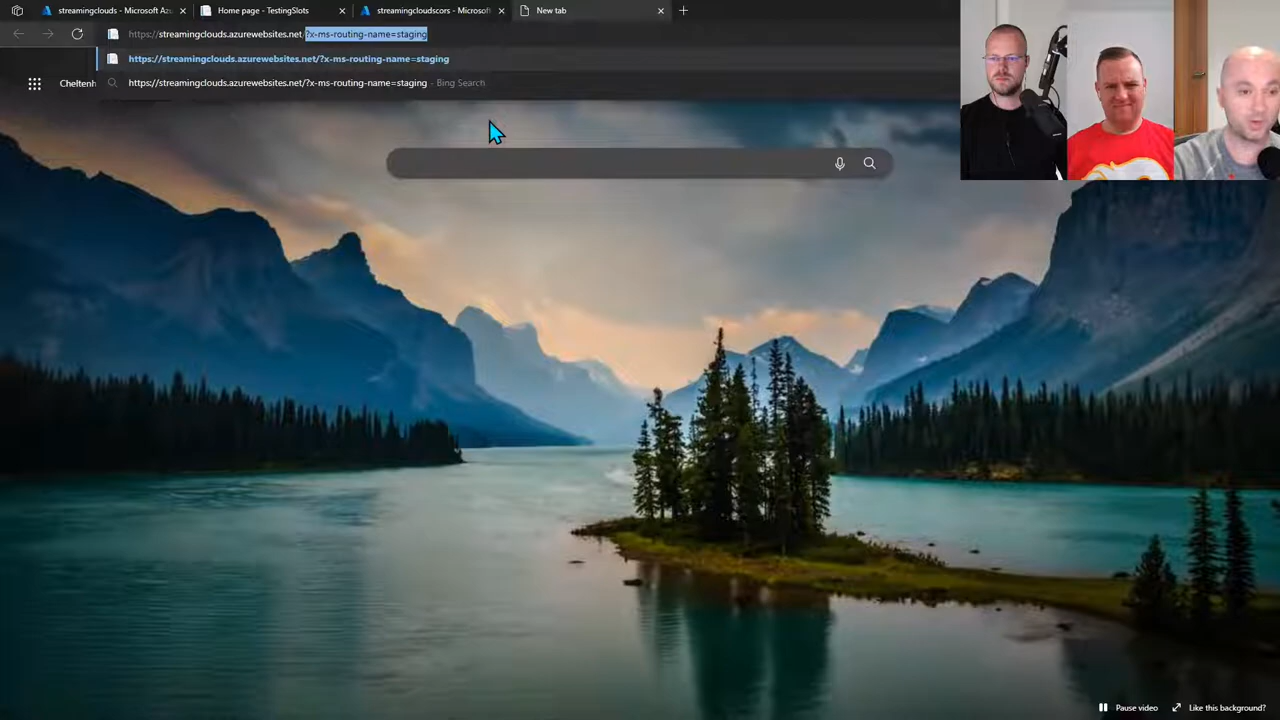 streamingclouds - Microsoft Az
Home page - TestingSlots
streamingcloudscors - Microsoft
New tab
https://streamingclouds.azurewebsites.net/?x-ms-routing-name=staging
https://streamingclouds.azurewebsites.net/?x-ms-routing-name=staging
https://streamingclouds.azurewebsites.net/?x-ms-routing-name=staging - Bing Search
Cheltenh
Pause video
Like this background?